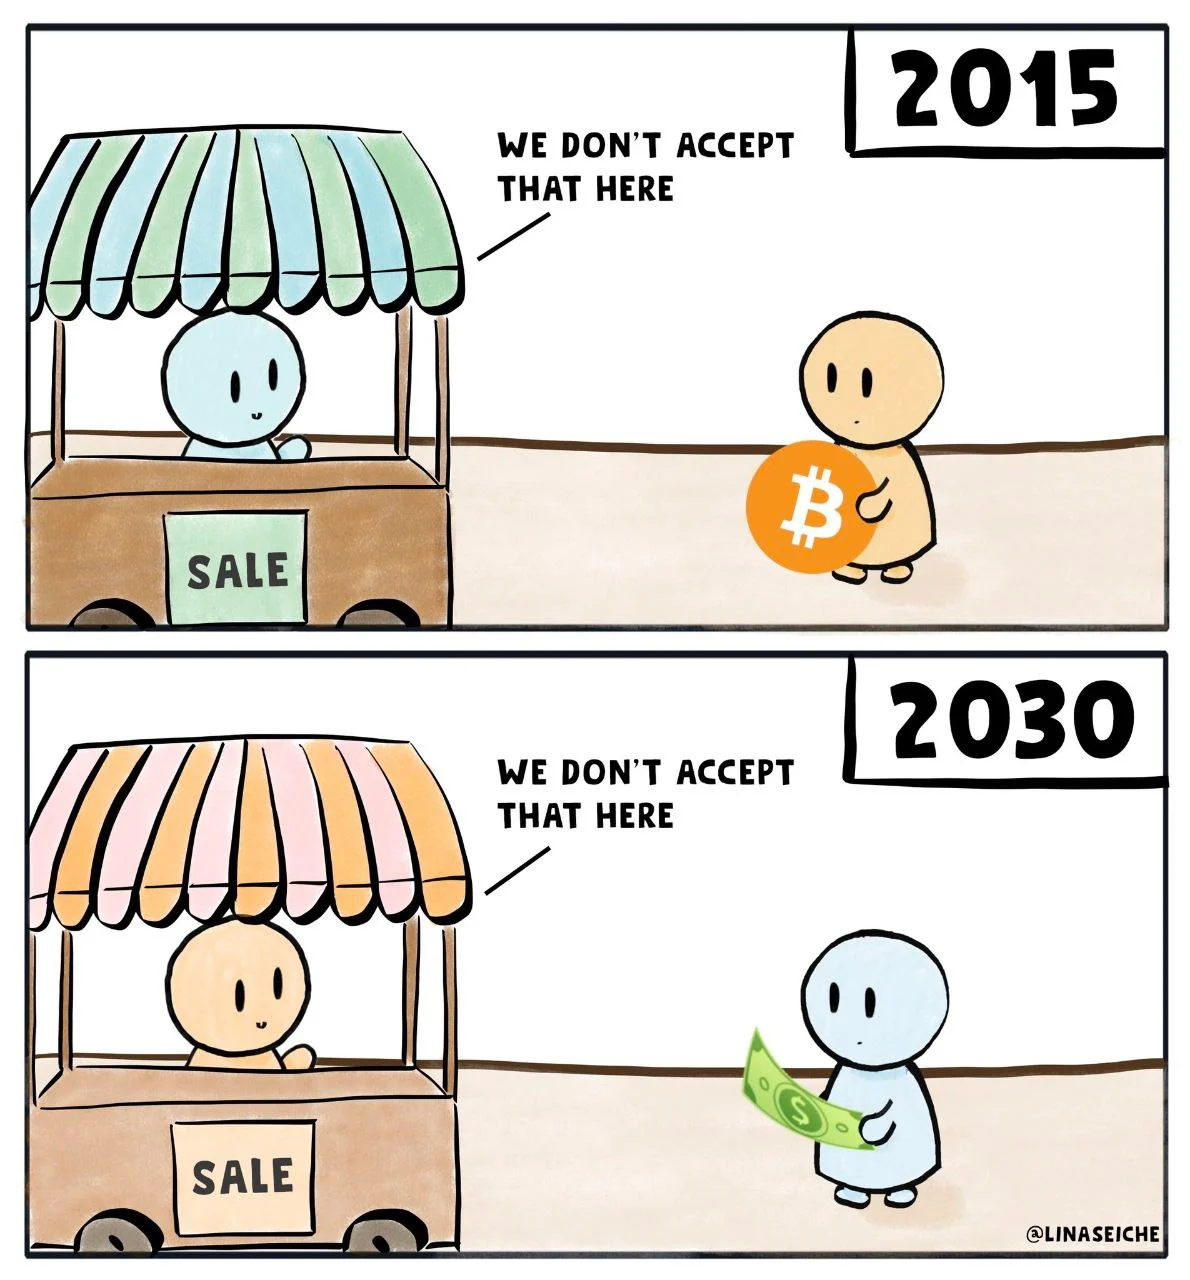 2015
WE DON'T ACCEPT
THAT HERE
SALE
2030
WE DON'T ACCEPT
THAT HERE
$
SALE
@LINASEICHE